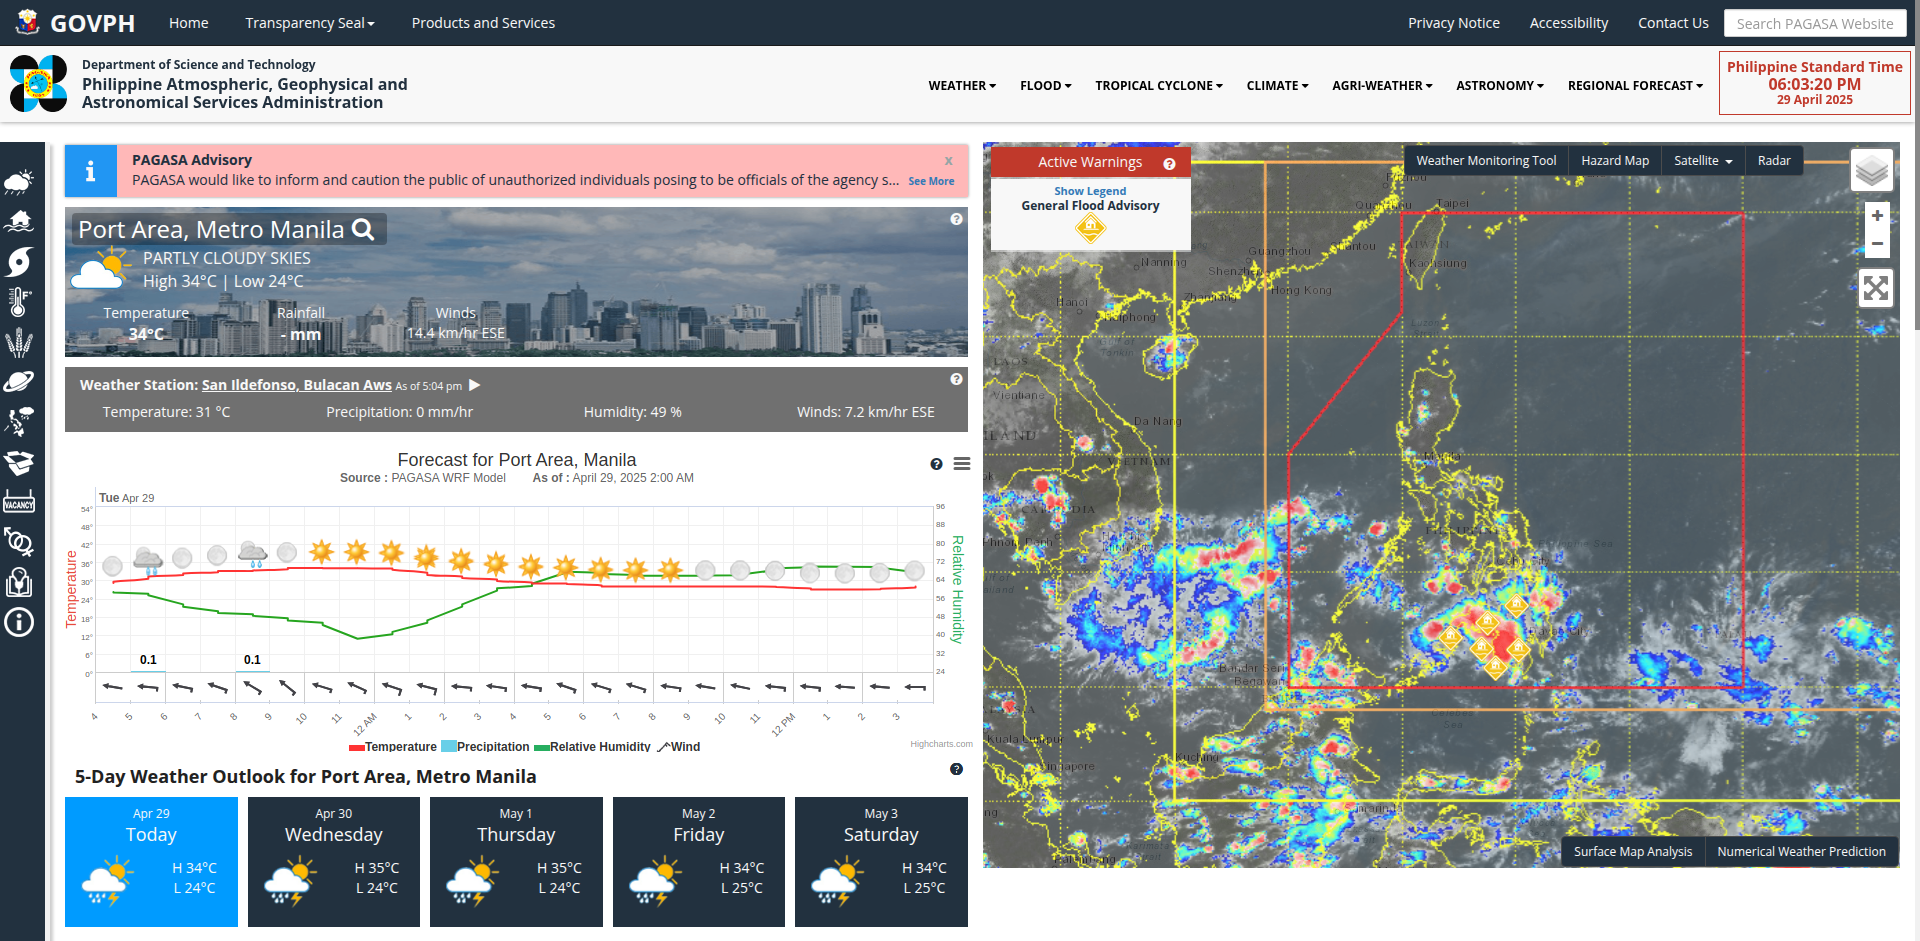 GOVPH
Home
Transparency Seal
Products and Services
Privacy Notice
Accessibility
Contact Us
Search PAGASA Website
Department of Science and Technology
Philippine Atmospheric, Geophysical and
Astronomical Services Administration
WEATHER
FLOOD
TROPICAL CYCLONE
CLIMATE
AGRI-WEATHER
ASTRONOMY
REGIONAL FORECAST
Philippine Standard Time
06:03:20 PM
29 April 2025
VACANCY
PAGASA Advisory
x
PAGASA would like to inform and caution the public of unauthorized individuals posing to be officials of the agency s... See More
Port Area, Metro Manila
PARTLY CLOUDY SKIES
High 34°C | Low 24°C
Temperature
Rainfall
Winds
34°C
- mm
14.4 km/hr ESE
Weather Station: San Ildefonso, Bulacan Aws As of 5:04 pm
Temperature: 31 °C
Precipitation: 0 mm/hr
Humidity: 49 %
Winds: 7.2 km/hr ESE
Forecast for Port Area, Manila
Source : PAGASA WRF Model As of : April 29, 2025 2:00 AM
Tue Apr 29
54° 48° 42° 36° 30° 24° 18° 12° 6° 0°
Temperature
96 88 80 72 64 56 48 40 32 24
Relative Humidity
0.1
0.1
4 5 6 7 8 9 10 11 12 AM 1 2 3 4 5 6 7 8 9 10 11 12 PM 1 2 3
Temperature Precipitation Relative Humidity Wind
Highcharts.com
5-Day Weather Outlook for Port Area, Metro Manila
Apr 29
Today
H 34°C
L 24°C
Apr 30
Wednesday
H 35°C
L 24°C
May 1
Thursday
H 35°C
L 24°C
May 2
Friday
H 34°C
L 25°C
May 3
Saturday
H 34°C
L 25°C
Active Warnings
Show Legend
General Flood Advisory
Weather Monitoring Tool
Hazard Map
Satellite
Radar
+
−
Taipei
TAIWAN
Kaohsiung
Guangzhou
Shantou
Shenzhen
Hong Kong
Nanning
Zhanjiang
Hanoi
Haiphong
Vientiane
Da Nang
VIETNAM
Manila
Bandar Seri
Begawan
Celebes
Sea
Kuala Lumpur
Kuching
Singapore
Surface Map Analysis
Numerical Weather Prediction